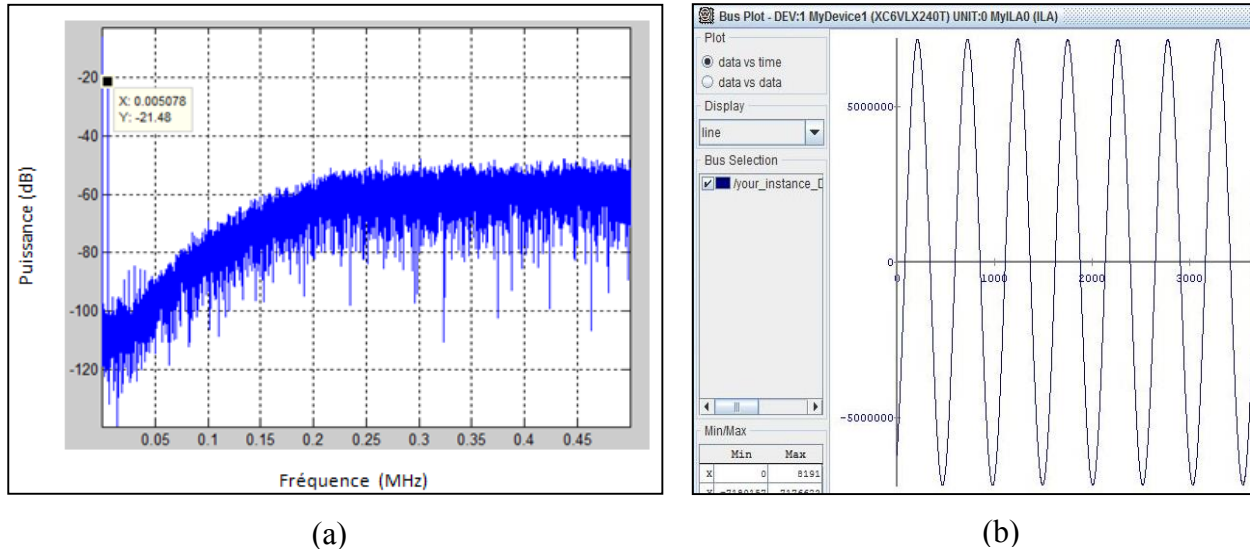 -20
-40
-60
-80
-100
-120
X: 0.005078
Y: -21.48
Puissance (dB)
0.05 0.1 0.15 0.2 0.25 0.3 0.35 0.4 0.45
Fréquence (MHz)
(a)
Bus Plot - DEV:1 MyDevice1 (XC6VLX240T) UNIT:0 MyILA0 (ILA)
Plot
data vs time
data vs data
Display
line
Bus Selection
/your_instance_D
Min/Max
Min Max
X 0 8191
5000000
0
-5000000
0 1000 2000 3000
(b)